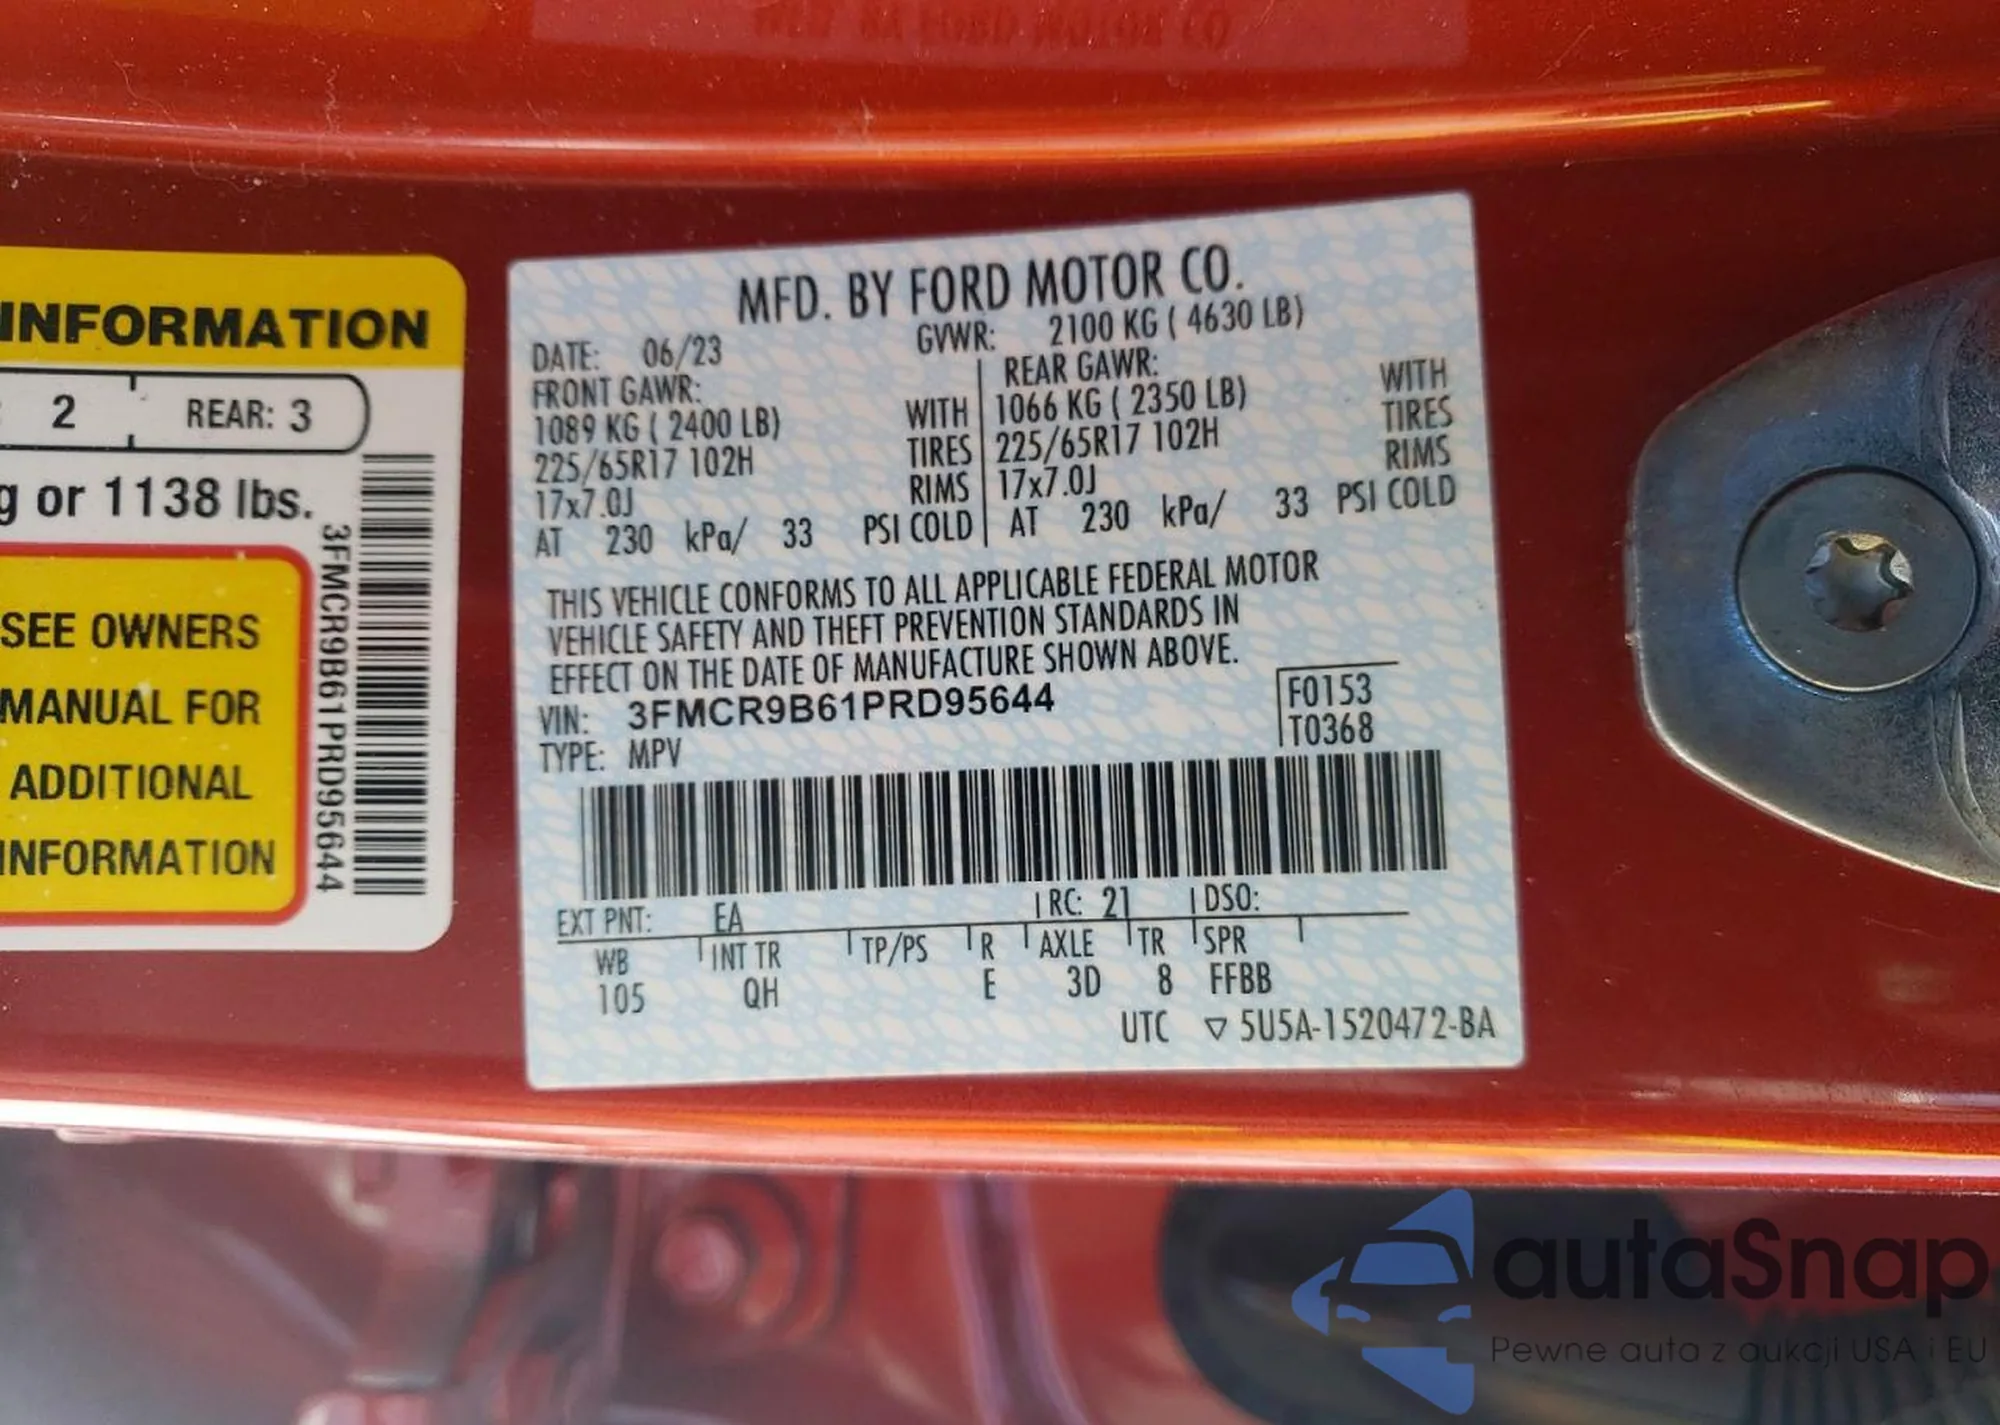 INFORMATION
2 REAR: 3
g or 1138 lbs.
SEE OWNERS
MANUAL FOR
ADDITIONAL
INFORMATION
3FMCR9B61PRD95644
MFD. BY FORD MOTOR CO.
DATE: 06/23 GVWR: 2100 KG ( 4630 LB)
FRONT GAWR: REAR GAWR:
1089 KG ( 2400 LB) WITH 1066 KG ( 2350 LB) WITH
225/65R17 102H TIRES 225/65R17 102H TIRES
17x7.0J RIMS 17x7.0J RIMS
AT 230 kPa/ 33 PSI COLD AT 230 kPa/ 33 PSI COLD
THIS VEHICLE CONFORMS TO ALL APPLICABLE FEDERAL MOTOR
VEHICLE SAFETY AND THEFT PREVENTION STANDARDS IN
EFFECT ON THE DATE OF MANUFACTURE SHOWN ABOVE.
VIN: 3FMCR9B61PRD95644 F0153
TYPE: MPV T0368
EXT PNT: EA RC: 21 DSO:
WB INT TR TP/PS R AXLE TR SPR
105 QH E 3D 8 FFBB
UTC ▽ 5U5A-1520472-BA
autaSnap
Pewne auta z aukcji USA i EU